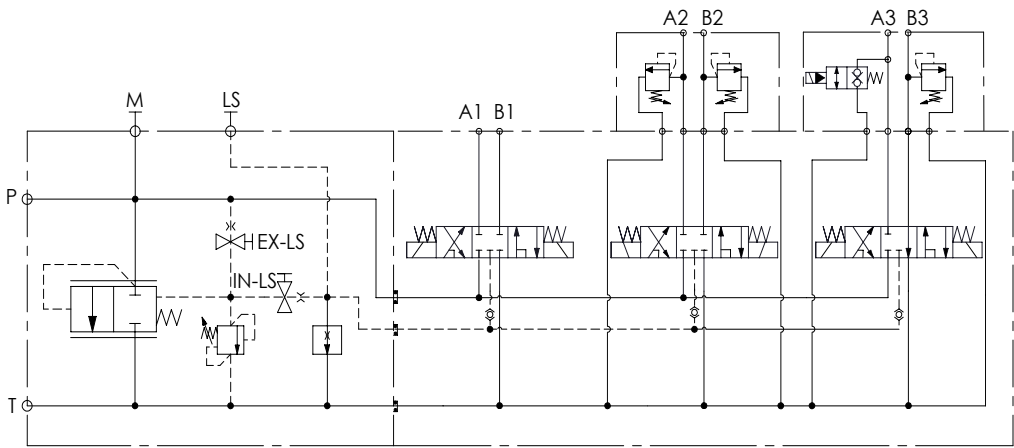 A2 B2
A3 B3
M
LS
A1 B1
P
EX-LS
IN-LS
T